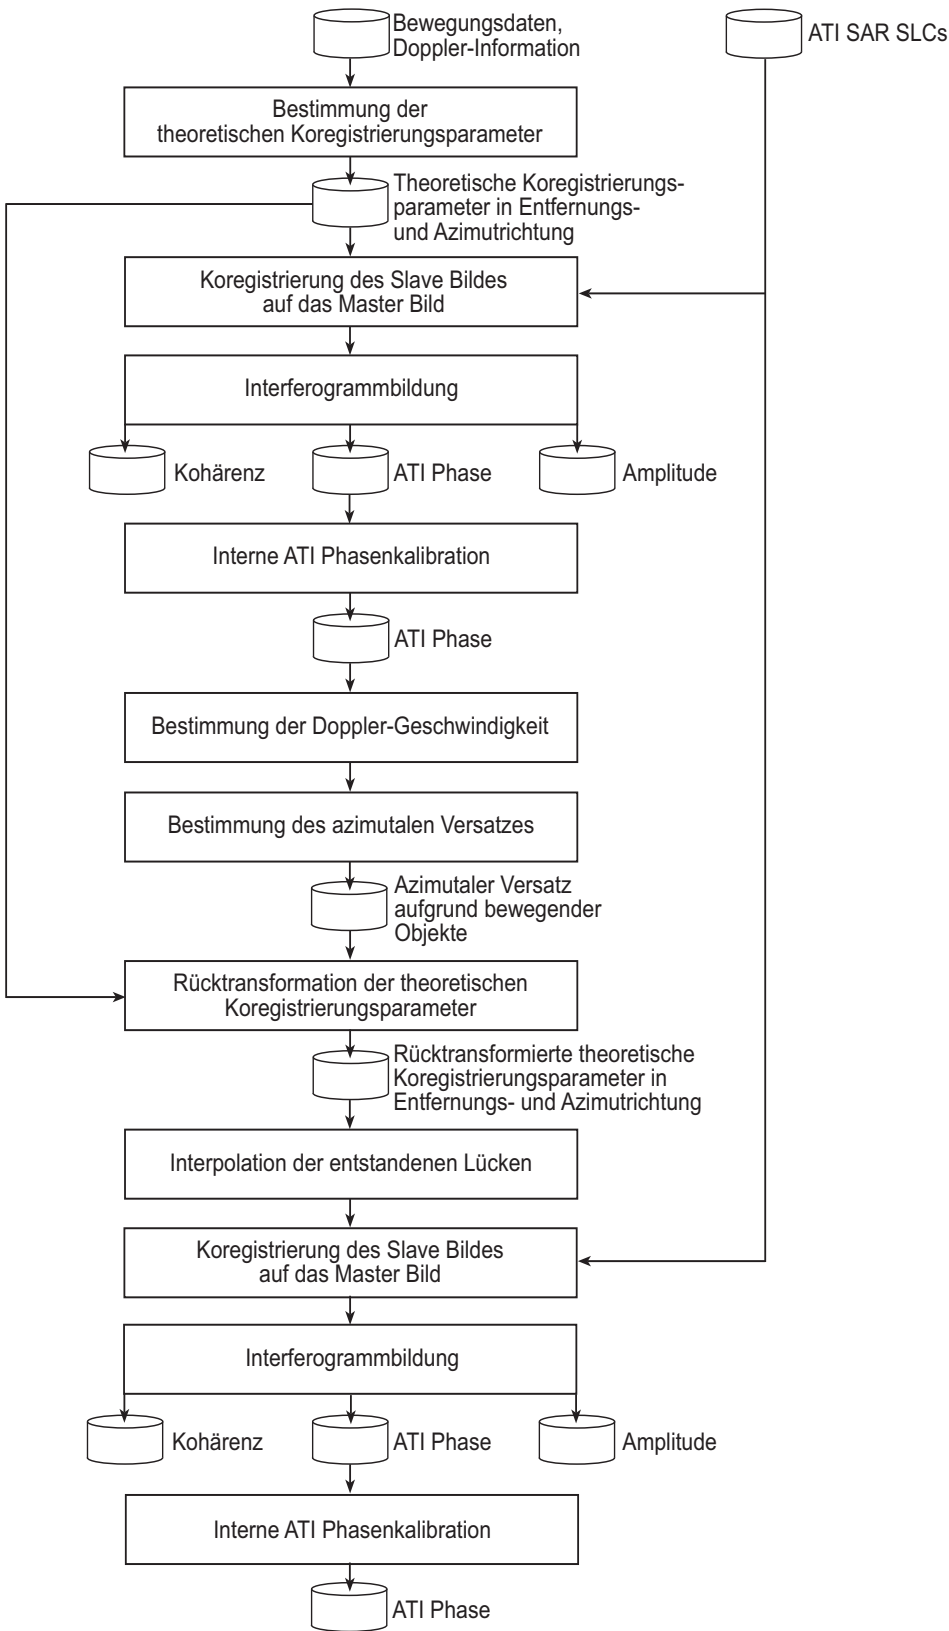 Bewegungsdaten,
Doppler-Information
ATI SAR SLCs
Bestimmung der
theoretischen Koregistrierungsparameter
Theoretische Koregistrierungs-
parameter in Entfernungs-
und Azimutrichtung
Koregistrierung des Slave Bildes
auf das Master Bild
Interferogrammbildung
Kohärenz
ATI Phase
Amplitude
Interne ATI Phasenkalibration
ATI Phase
Bestimmung der Doppler-Geschwindigkeit
Bestimmung des azimutalen Versatzes
Azimutaler Versatz
aufgrund bewegender
Objekte
Rücktransformation der theoretischen
Koregistrierungsparameter
Rücktransformierte theoretische
Koregistrierungsparameter in
Entfernungs- und Azimutrichtung
Interpolation der entstandenen Lücken
Koregistrierung des Slave Bildes
auf das Master Bild
Interferogrammbildung
Kohärenz
ATI Phase
Amplitude
Interne ATI Phasenkalibration
ATI Phase